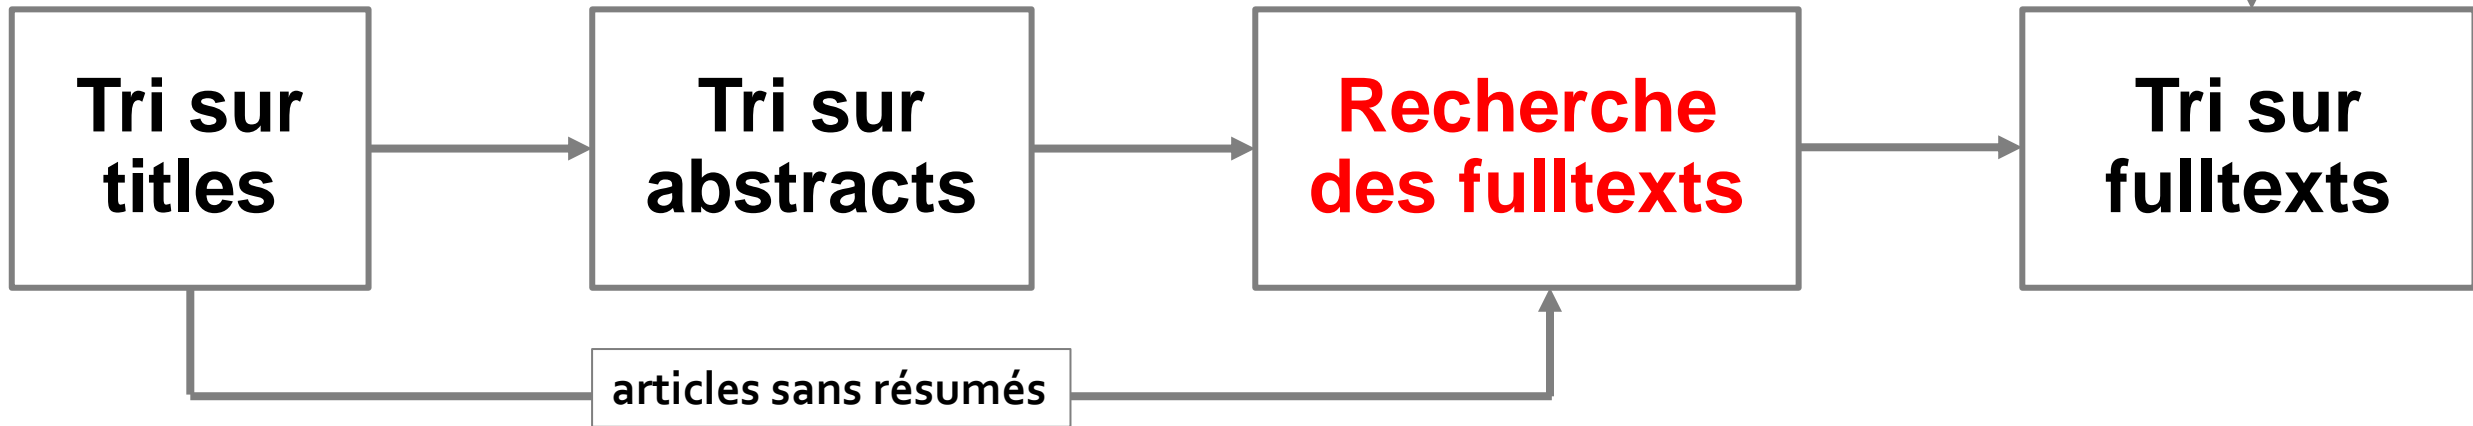 Tri sur
titles
Tri sur
abstracts
Recherche
des fulltexts
Tri sur
fulltexts
articles sans résumés